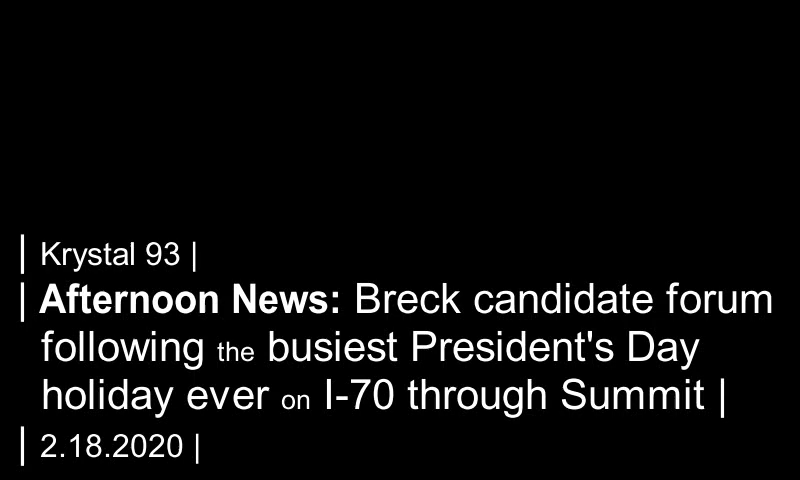 | Krystal 93 |
| Afternoon News: Breck candidate forum
following the busiest President's Day
holiday ever on I-70 through Summit |
| 2.18.2020 |